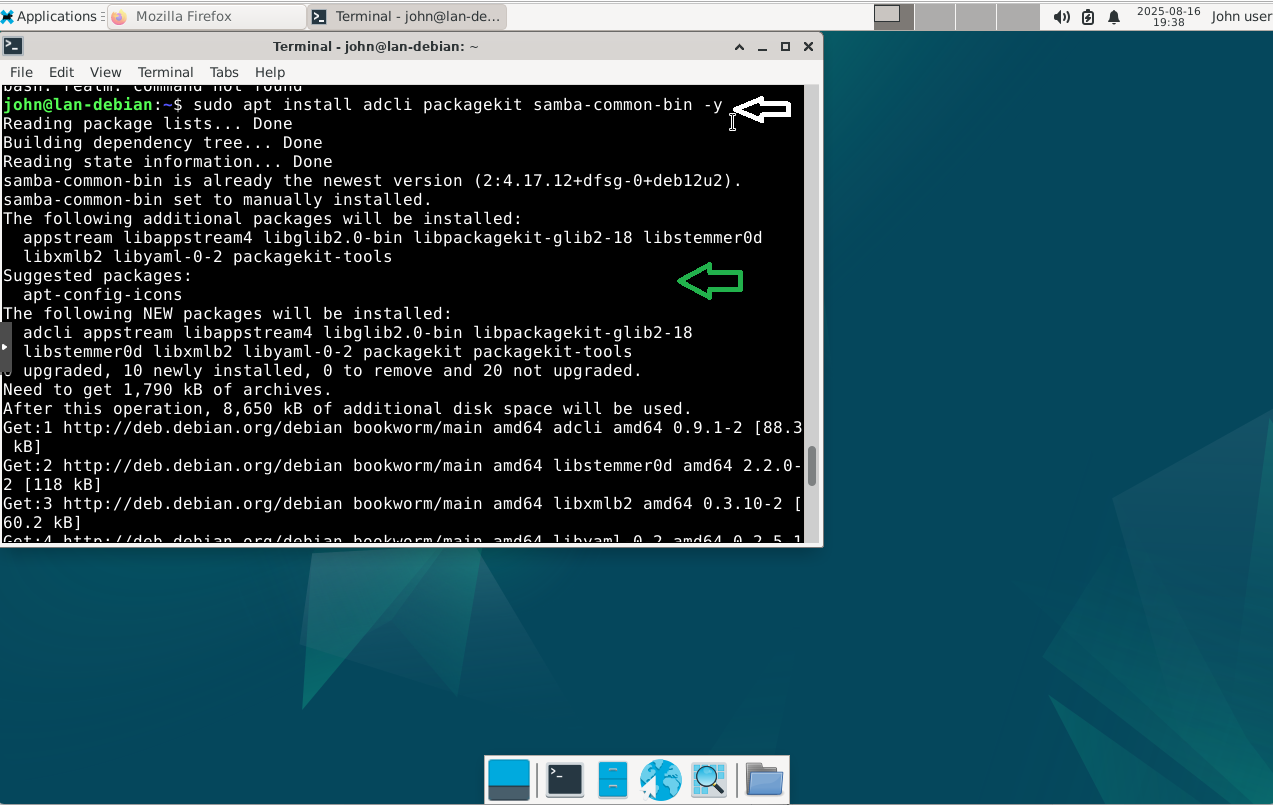 Applications
Mozilla Firefox
Terminal - john@lan-de...
2025-08-16
19:38
John user
Terminal - john@lan-debian: ~
File Edit View Terminal Tabs Help
bash: realm: command not found
john@lan-debian:~$ sudo apt install adcli packagekit samba-common-bin -y
Reading package lists... Done
Building dependency tree... Done
Reading state information... Done
samba-common-bin is already the newest version (2:4.17.12+dfsg-0+deb12u2).
samba-common-bin set to manually installed.
The following additional packages will be installed:
appstream libappstream4 libglib2.0-bin libpackagekit-glib2-18 libstemmer0d
libxmlb2 libyaml-0-2 packagekit-tools
Suggested packages:
apt-config-icons
The following NEW packages will be installed:
adcli appstream libappstream4 libglib2.0-bin libpackagekit-glib2-18
libstemmer0d libxmlb2 libyaml-0-2 packagekit packagekit-tools
upgraded, 10 newly installed, 0 to remove and 20 not upgraded.
Need to get 1,790 kB of archives.
After this operation, 8,650 kB of additional disk space will be used.
Get:1 http://deb.debian.org/debian bookworm/main amd64 adcli amd64 0.9.1-2 [88.3
kB]
Get:2 http://deb.debian.org/debian bookworm/main amd64 libstemmer0d amd64 2.2.0-
2 [118 kB]
Get:3 http://deb.debian.org/debian bookworm/main amd64 libxmlb2 amd64 0.3.10-2 [
60.2 kB]
Get:4 http://deb.debian.org/debian bookworm/main amd64 libyaml-0-2 amd64 0.2.5-1